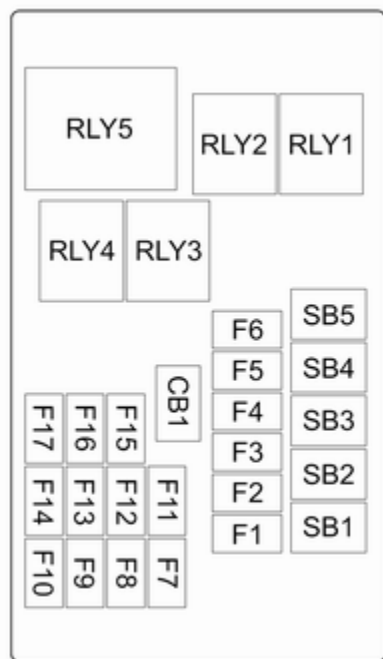 RLY5
RLY2 RLY1
RLY4 RLY3
SB5
F6
SB4
F5
CB1
F4
SB3
F17 F16 F15
F3
SB2
F2
F14 F13 F12 F11
SB1
F1
F10 F9 F8 F7